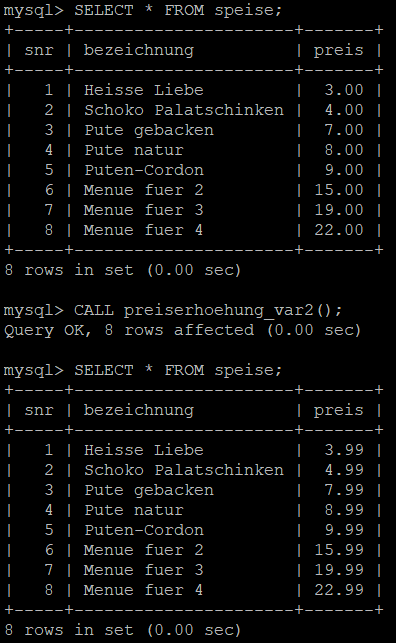 mysql> SELECT * FROM speise;
+-----+----------------------+-------+
| snr | bezeichnung          | preis |
+-----+----------------------+-------+
|   1 | Heisse Liebe         |  3.00 |
|   2 | Schoko Palatschinken |  4.00 |
|   3 | Pute gebacken        |  7.00 |
|   4 | Pute natur           |  8.00 |
|   5 | Puten-Cordon         |  9.00 |
|   6 | Menue fuer 2         | 15.00 |
|   7 | Menue fuer 3         | 19.00 |
|   8 | Menue fuer 4         | 22.00 |
+-----+----------------------+-------+
8 rows in set (0.00 sec)
mysql> CALL preiserhoehung_var2();
Query OK, 8 rows affected (0.00 sec)
mysql> SELECT * FROM speise;
+-----+----------------------+-------+
| snr | bezeichnung          | preis |
+-----+----------------------+-------+
|   1 | Heisse Liebe         |  3.99 |
|   2 | Schoko Palatschinken |  4.99 |
|   3 | Pute gebacken        |  7.99 |
|   4 | Pute natur           |  8.99 |
|   5 | Puten-Cordon         |  9.99 |
|   6 | Menue fuer 2         | 15.99 |
|   7 | Menue fuer 3         | 19.99 |
|   8 | Menue fuer 4         | 22.99 |
+-----+----------------------+-------+
8 rows in set (0.00 sec)